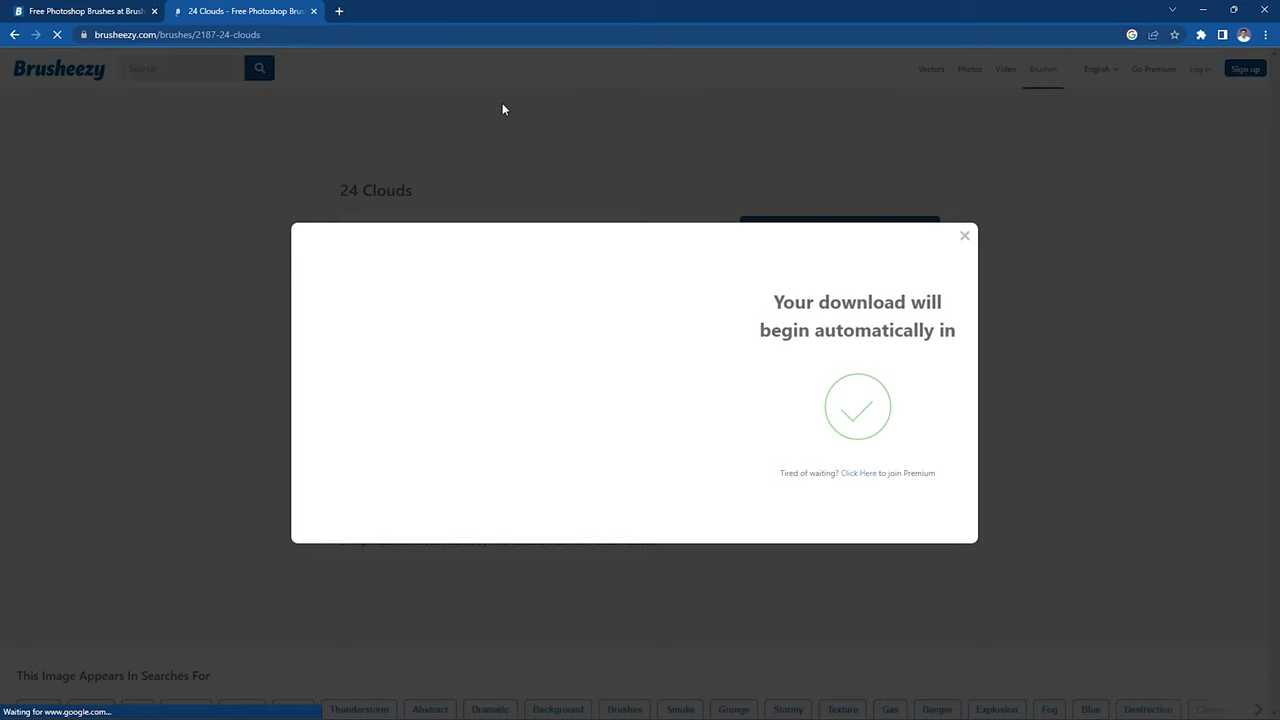 Free Photoshop Brushes at Brush
24 Clouds - Free Photoshop Brus
brusheezy.com/brushes/2187-24-clouds
Brusheezy
Search
Vectors
Photos
Video
Brushes
English
Go Premium
Log in
Sign up
24 Clouds
Your download will
begin automatically in
Tired of waiting? Click Here to join Premium
This Image Appears In Searches For
Thunderstorm
Abstract
Dramatic
Background
Brushes
Smoke
Grunge
Stormy
Texture
Gas
Danger
Explosion
Fog
Blue
Destruction
Waiting for www.google.com...